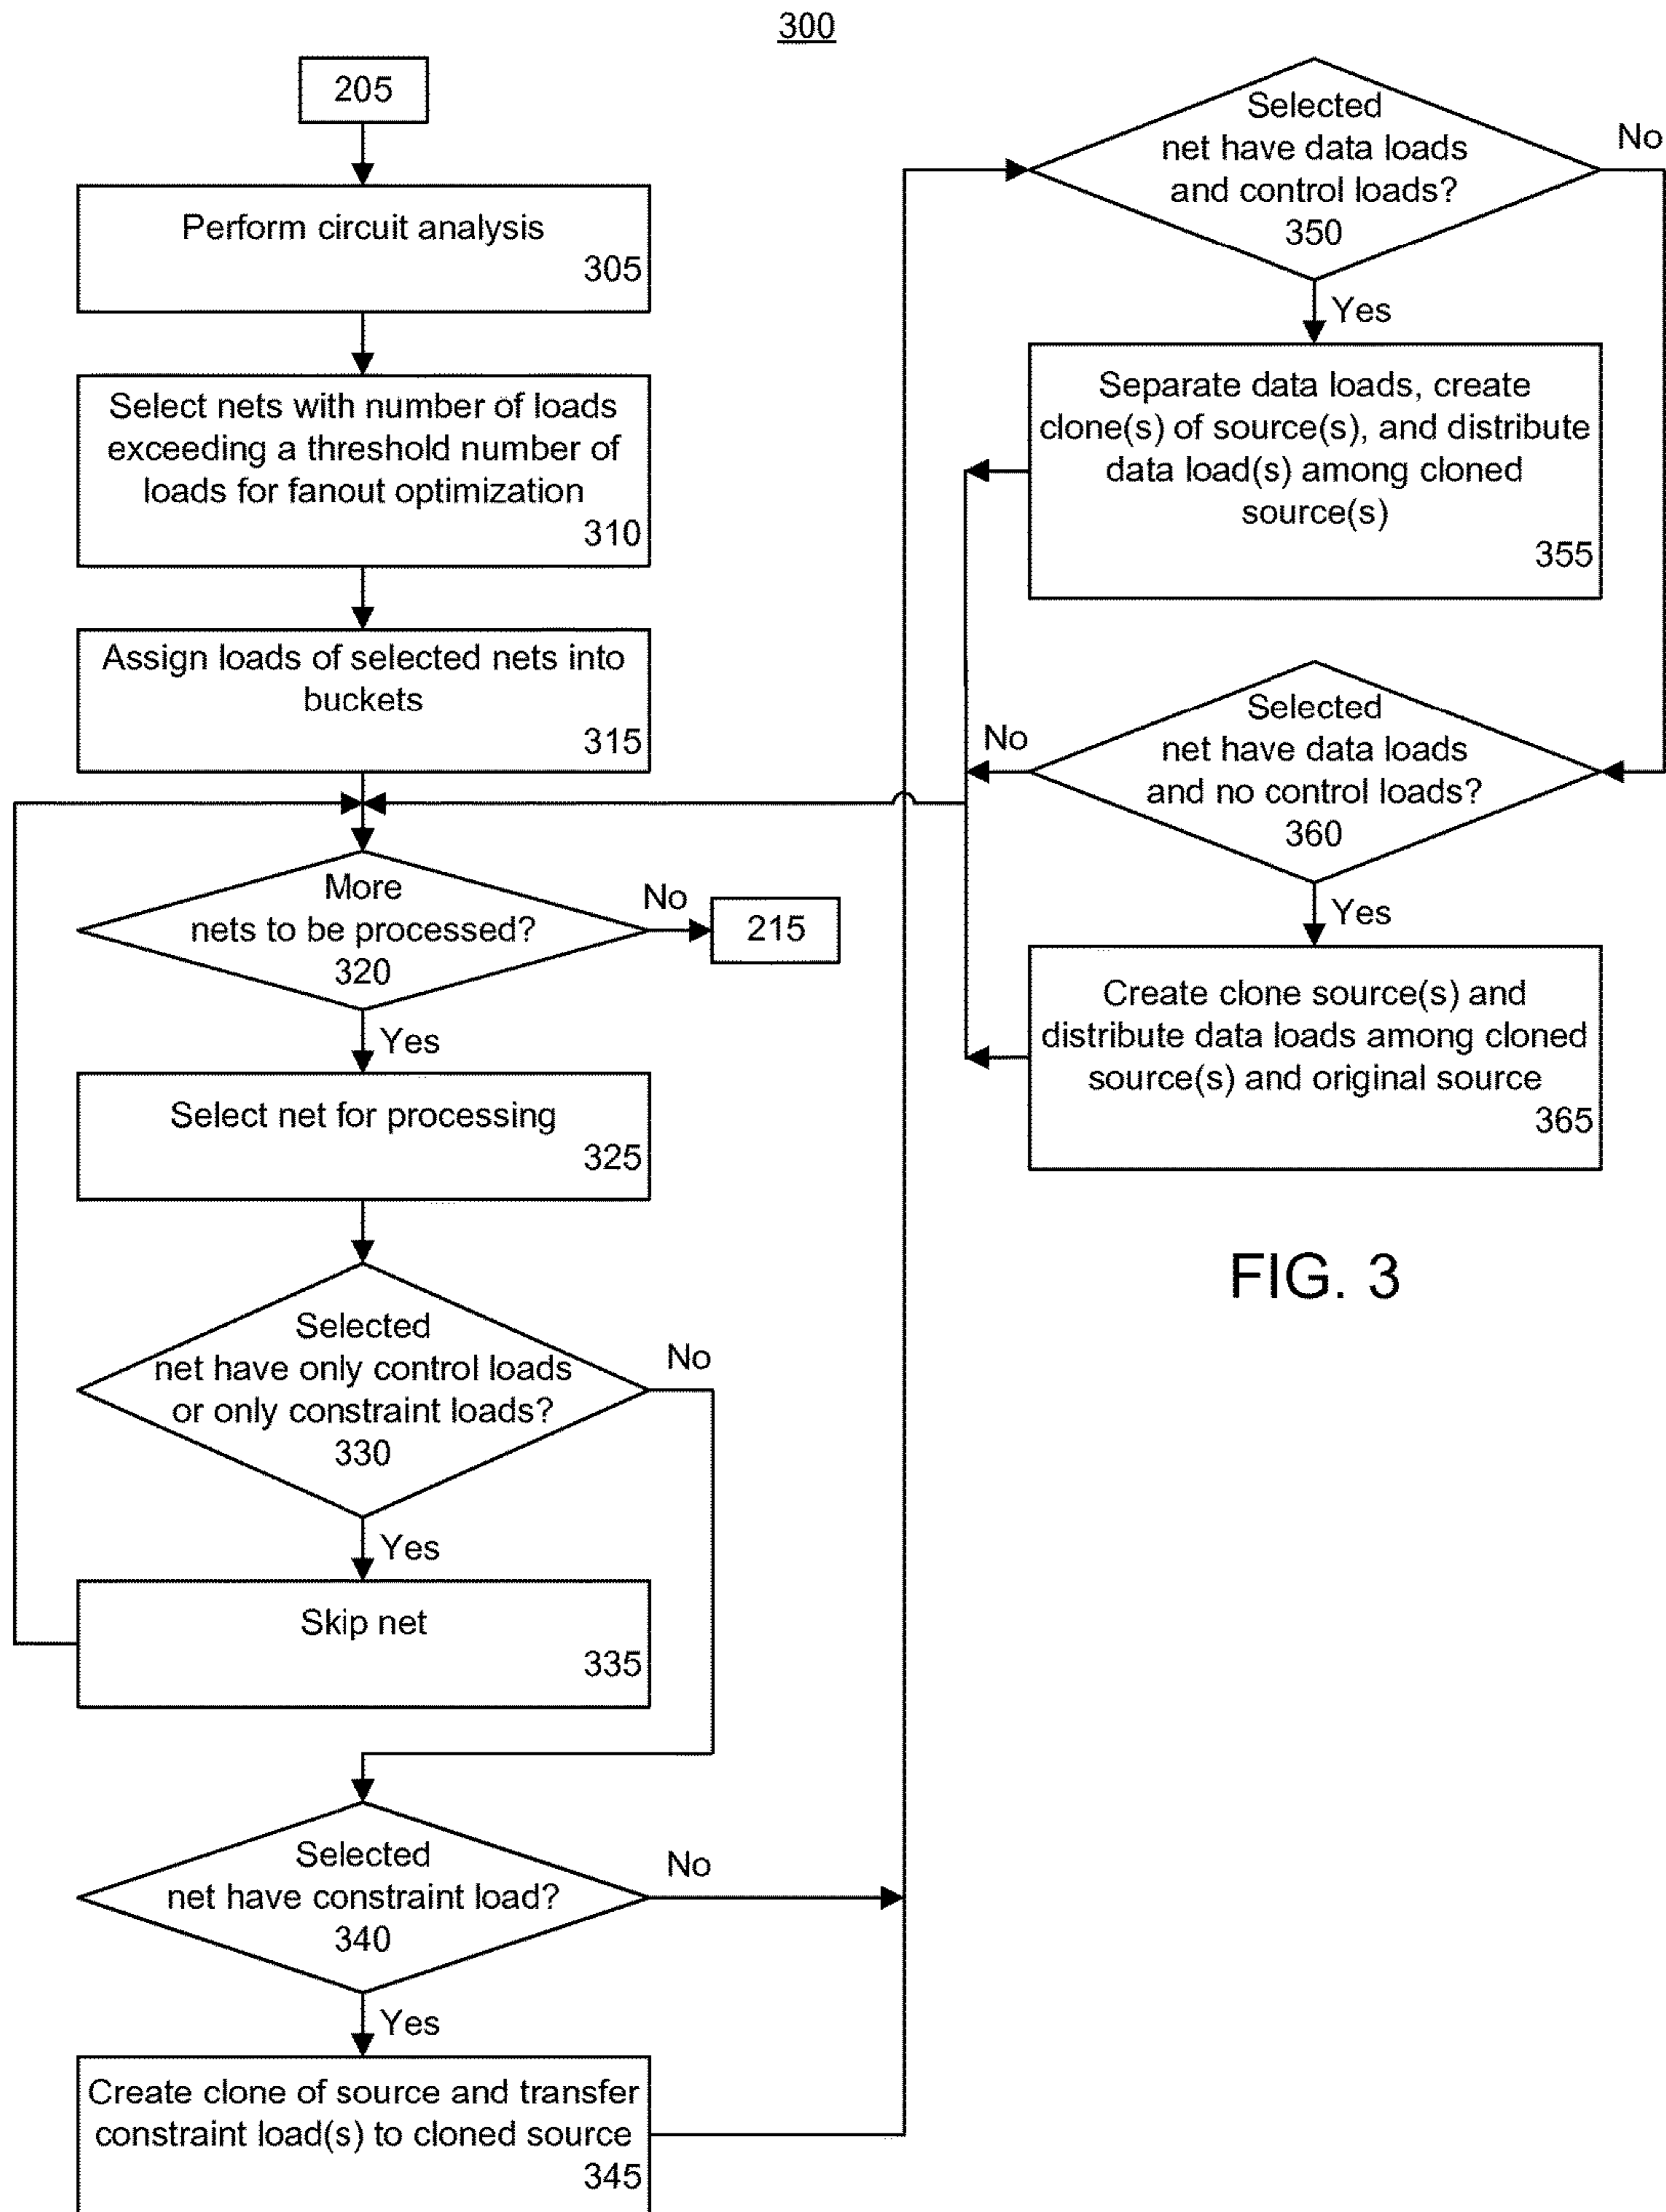 300
205
Perform circuit analysis
305
Select nets with number of loads
exceeding a threshold number of
loads for fanout optimization
310
Assign loads of selected nets into
buckets
315
More
nets to be processed?
320
No
215
Yes
Select net for processing
325
Selected
net have only control loads
or only constraint loads?
330
No
Yes
Skip net
335
Selected
net have constraint load?
340
No
Yes
Create clone of source and transfer
constraint load(s) to cloned source
345
Selected
net have data loads
and control loads?
350
No
Yes
Separate data loads, create
clone(s) of source(s), and distribute
data load(s) among cloned
source(s)
355
Selected
net have data loads
and no control loads?
360
No
Yes
Create clone source(s) and
distribute data loads among cloned
source(s) and original source
365
FIG. 3